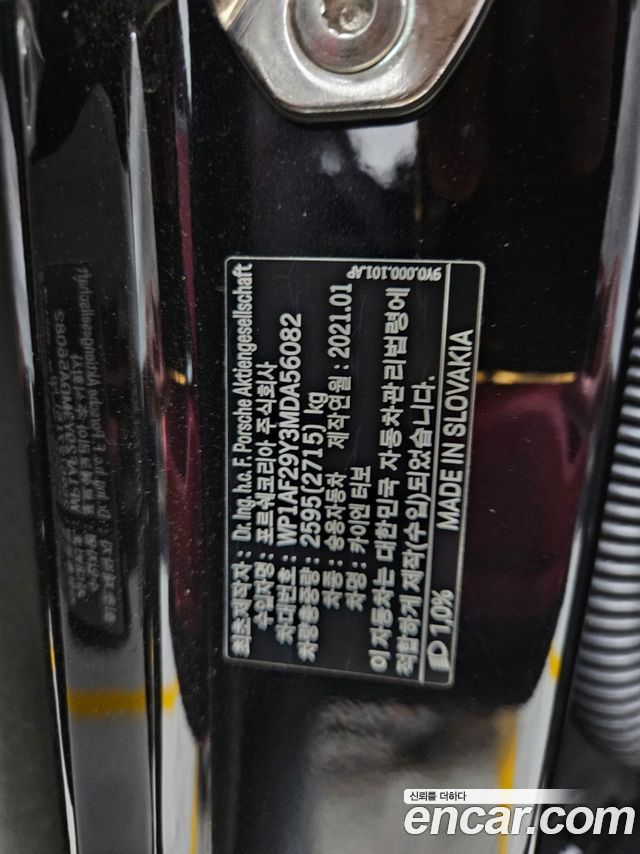 최초제작자 : Dr. Ing. h.c. F. Porsche Aktiengesellschaft
수입자명 : 포르쉐코리아 주식회사
차대번호 : WP1AF29Y3MDA56082
차량총중량 : 2595(2715) kg
차종 : 승용자동차 제작연월 : 2021.01
차명 : 카이엔 터보
이 자동차는 대한민국 자동차관리법령에
적합하게 제작(수입)되었습니다.
1,0% MADE IN SLOVAKIA
9Y0.000.101.AP
신뢰를 더하다
encar.com